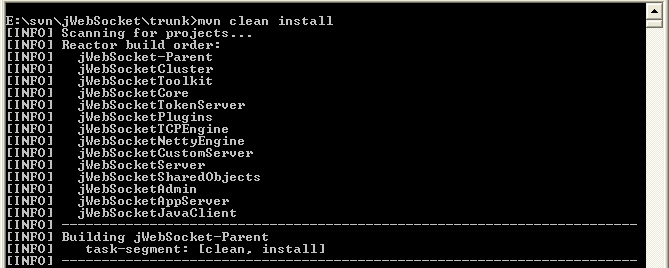 E:\svn\jWebSocket\trunk>mvn clean install
[INFO] Scanning for projects...
[INFO] Reactor build order:
[INFO]   jWebSocket-Parent
[INFO]   jWebSocketCluster
[INFO]   jWebSocketToolkit
[INFO]   jWebSocketCore
[INFO]   jWebSocketTokenServer
[INFO]   jWebSocketPlugins
[INFO]   jWebSocketTCPEngine
[INFO]   jWebSocketNettyEngine
[INFO]   jWebSocketCustomServer
[INFO]   jWebSocketServer
[INFO]   jWebSocketSharedObjects
[INFO]   jWebSocketAdmin
[INFO]   jWebSocketAppServer
[INFO]   jWebSocketJavaClient
[INFO] ------------------------------------------------------------------------
[INFO] Building jWebSocket-Parent
[INFO]    task-segment: [clean, install]
[INFO] ------------------------------------------------------------------------